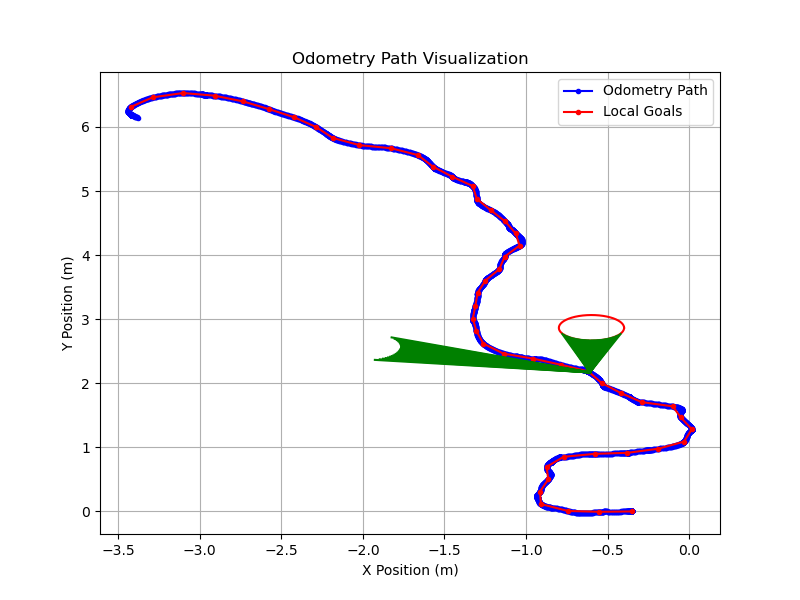 Odometry Path Visualization
Odometry Path
Local Goals
Y Position (m)
6
5
4
3
2
1
0
−3.5 −3.0 −2.5 −2.0 −1.5 −1.0 −0.5 0.0
X Position (m)